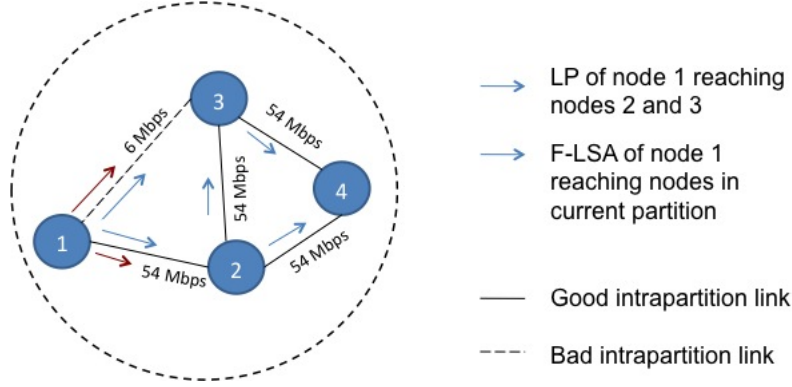 3
6 Mbps
54 Mbps
54 Mbps
4
1
2
54 Mbps
54 Mbps
LP of node 1 reaching
nodes 2 and 3
F-LSA of node 1
reaching nodes in
current partition
Good intrapartition link
Bad intrapartition link